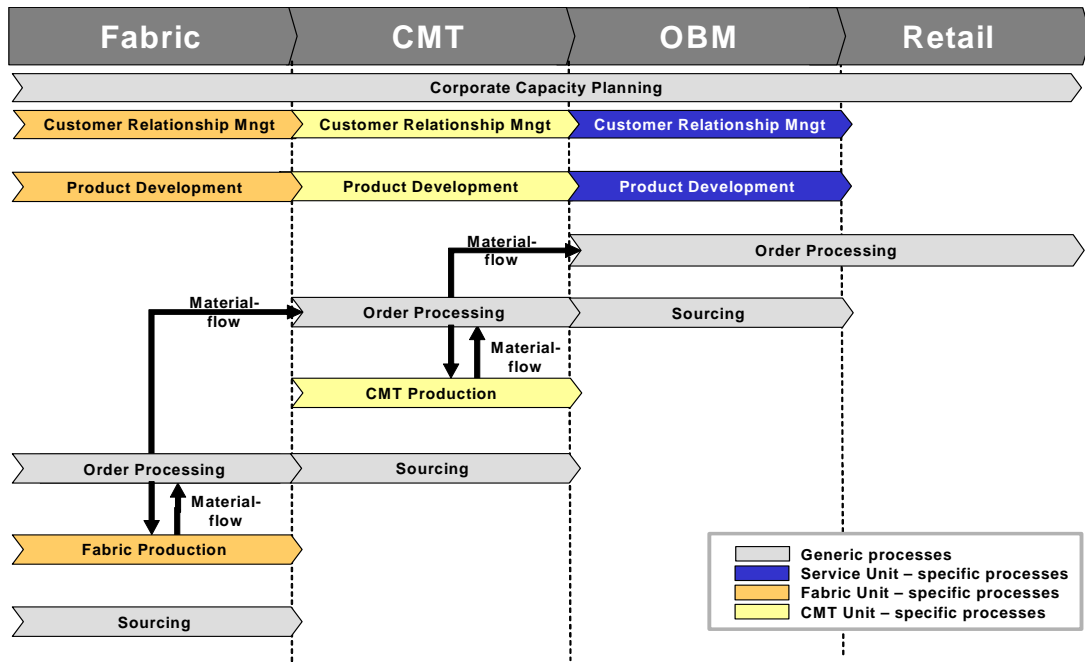 Fabric
CMT
OBM
Retail
Corporate Capacity Planning
Customer Relationship Mngt
Customer Relationship Mngt
Customer Relationship Mngt
Product Development
Product Development
Product Development
Material-
flow
Order Processing
Material-
flow
Order Processing
Sourcing
Material-
flow
CMT Production
Order Processing
Sourcing
Material-
flow
Fabric Production
Sourcing
Generic processes
Service Unit – specific processes
Fabric Unit – specific processes
CMT Unit – specific processes